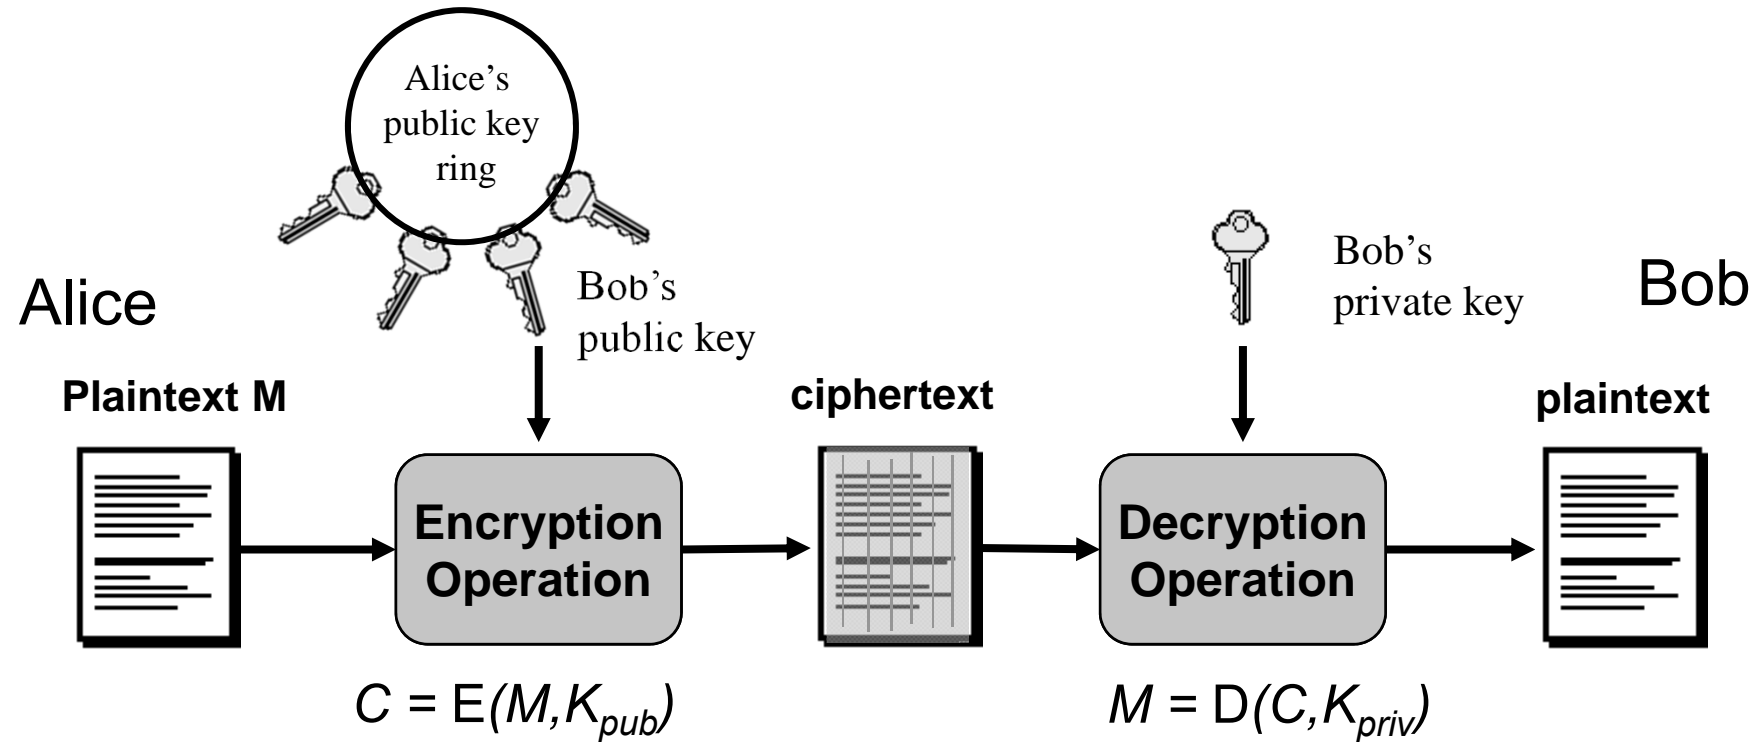 Alice's
public key
ring
Alice
Bob's
public key
Bob's
private key
Bob
Plaintext M
ciphertext
plaintext
Encryption
Operation
Decryption
Operation
C = E(M,Kpub)
M = D(C,Kpriv)